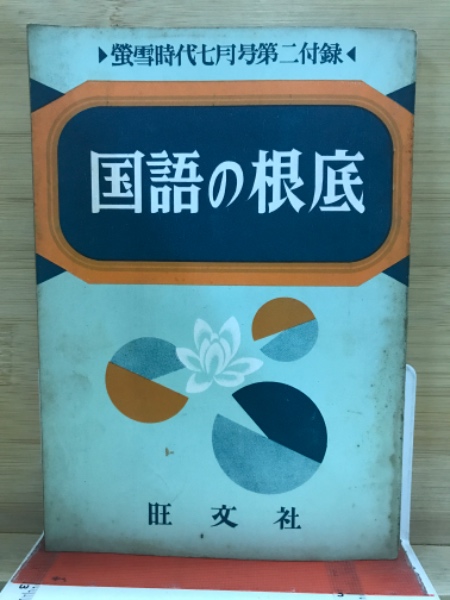 ▶螢雪時代七月号第二付録◀
国語の根底
旺文社